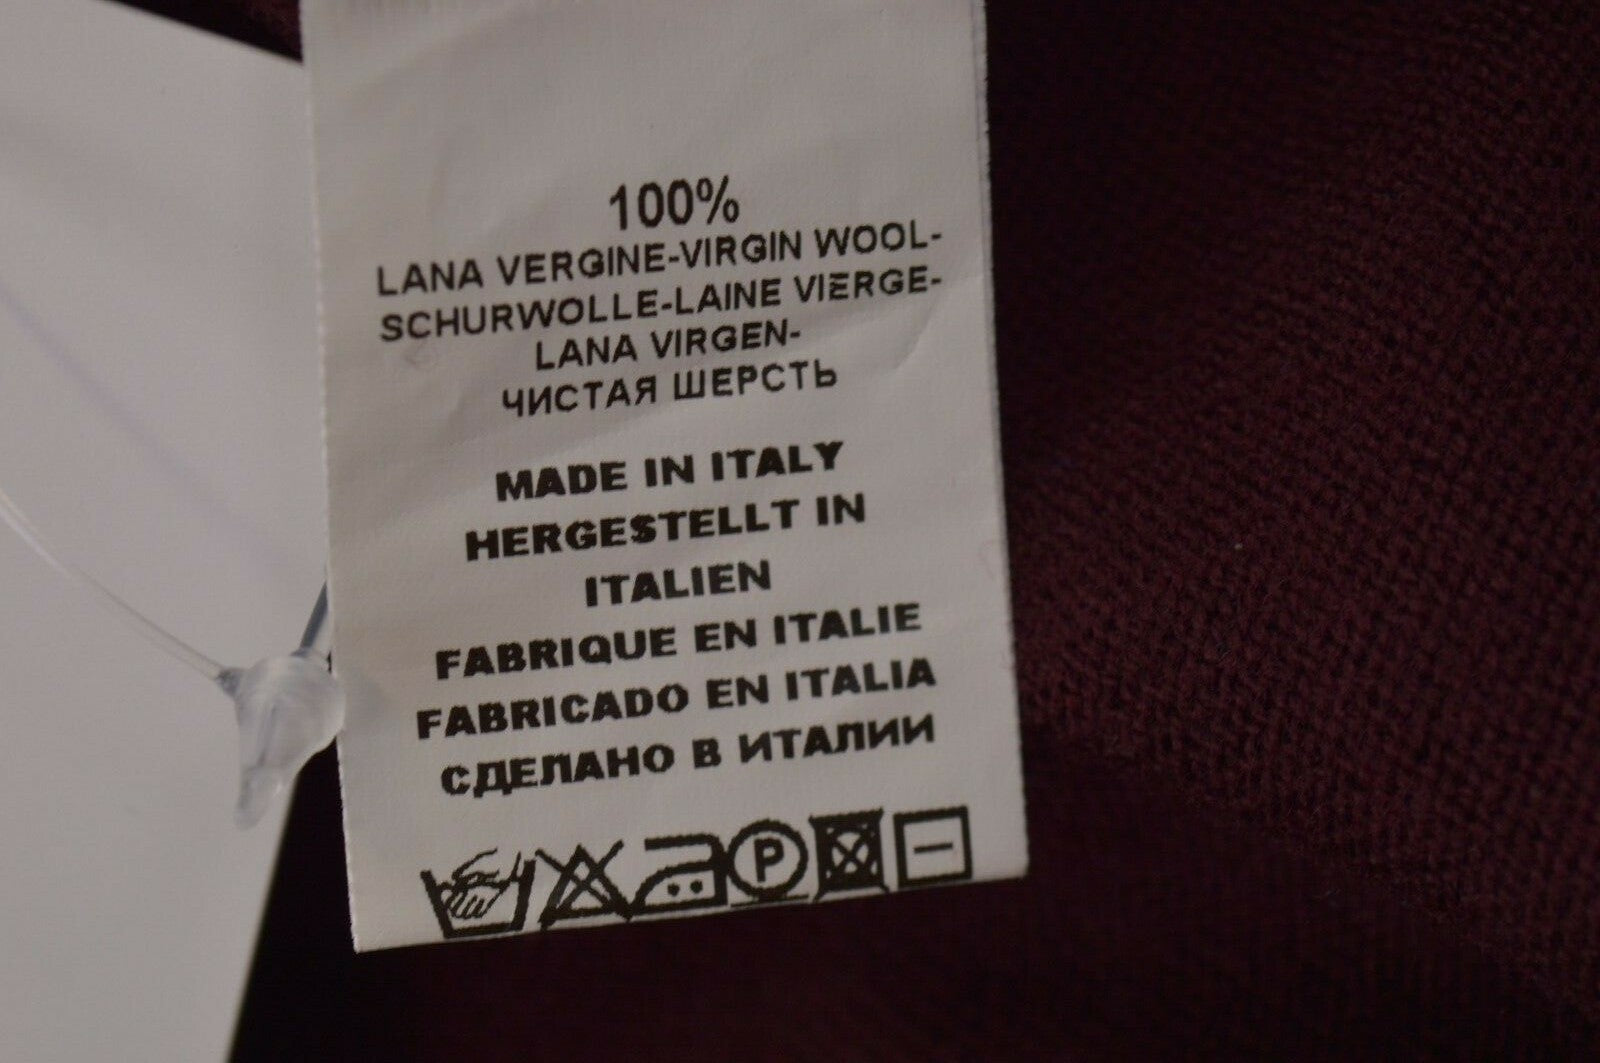 100%
LANA VERGINE-VIRGIN WOOL-
SCHURWOLLE-LAINE VIERGE-
LANA VIRGEN-
ЧИСТАЯ ШЕРСТЬ
MADE IN ITALY
HERGESTELLT IN
ITALIEN
FABRIQUE EN ITALIE
FABRICADO EN ITALIA
СДЕЛАНО В ИТАЛИИ
P